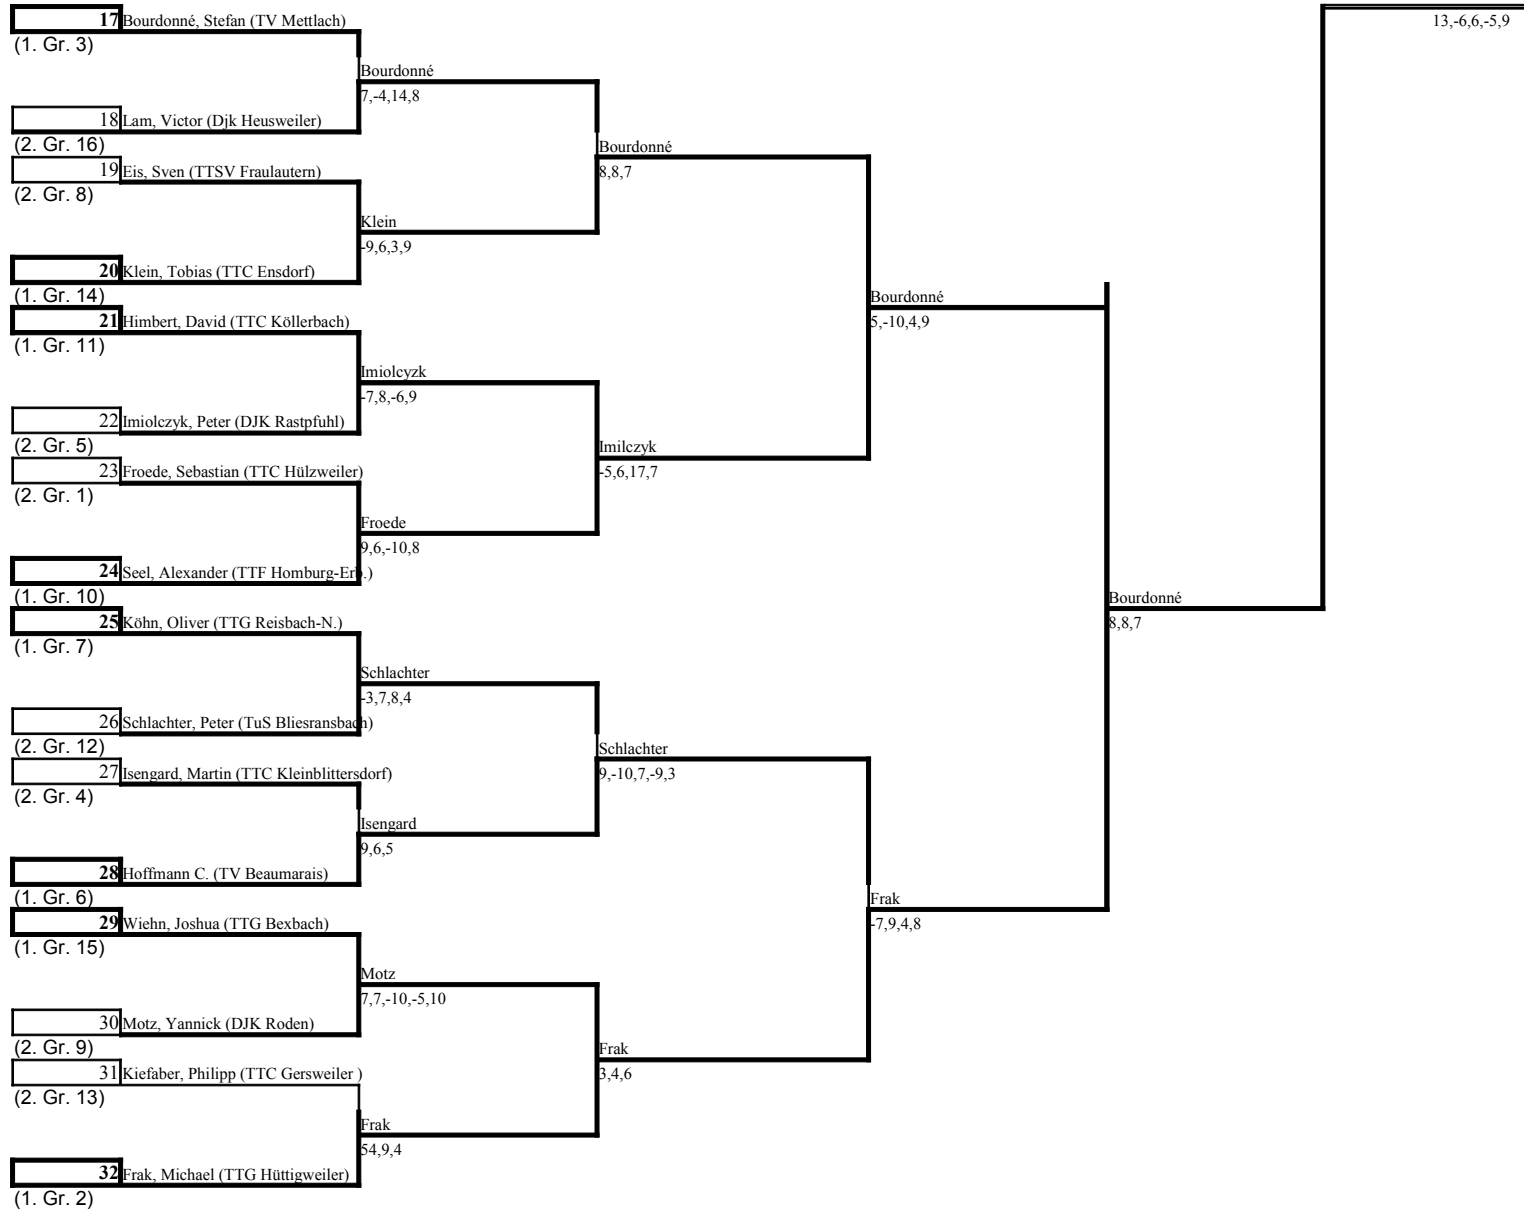 17 Bourdonné, Stefan (TV Mettlach)
13,-6,6,-5,9
(1. Gr. 3)
Bourdonné
7,-4,14,8
18 Lam, Victor (Djk Heusweiler)
(2. Gr. 16)
Bourdonné
8,8,7
19 Eis, Sven (TTSV Fraulautern)
(2. Gr. 8)
Klein
-9,6,3,9
20 Klein, Tobias (TTC Ensdorf)
(1. Gr. 14)
Bourdonné
5,-10,4,9
21 Himbert, David (TTC Köllerbach)
(1. Gr. 11)
Imiolcyzk
-7,8,-6,9
22 Imiolczyk, Peter (DJK Rastpfuhl)
(2. Gr. 5)
Imilczyk
-5,6,17,7
23 Froede, Sebastian (TTC Hülzweiler)
(2. Gr. 1)
Froede
9,6,-10,8
24 Seel, Alexander (TTF Homburg-Erb.)
(1. Gr. 10)
Bourdonné
8,8,7
25 Köhn, Oliver (TTG Reisbach-N.)
(1. Gr. 7)
Schlachter
-3,7,8,4
26 Schlachter, Peter (TuS Bliesransbach)
(2. Gr. 12)
Schlachter
9,-10,7,-9,3
27 Isengard, Martin (TTC Kleinblittersdorf)
(2. Gr. 4)
Isengard
9,6,5
28 Hoffmann C. (TV Beaumarais)
(1. Gr. 6)
Frak
-7,9,4,8
29 Wiehn, Joshua (TTG Bexbach)
(1. Gr. 15)
Motz
7,7,-10,-5,10
30 Motz, Yannick (DJK Roden)
(2. Gr. 9)
Frak
3,4,6
31 Kiefaber, Philipp (TTC Gersweiler )
(2. Gr. 13)
Frak
54,9,4
32 Frak, Michael (TTG Hüttigweiler)
(1. Gr. 2)